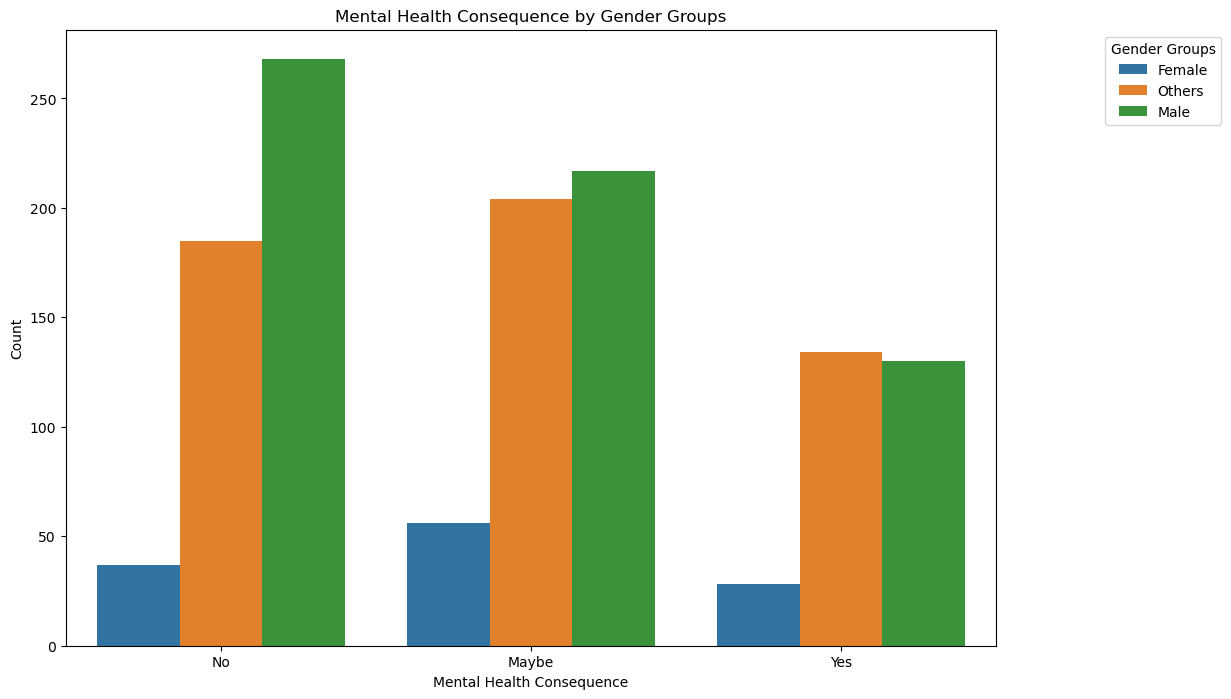 Mental Health Consequence by Gender Groups
Gender Groups
Female
Others
Male
Count
250
200
150
100
50
0
No
Maybe
Yes
Mental Health Consequence